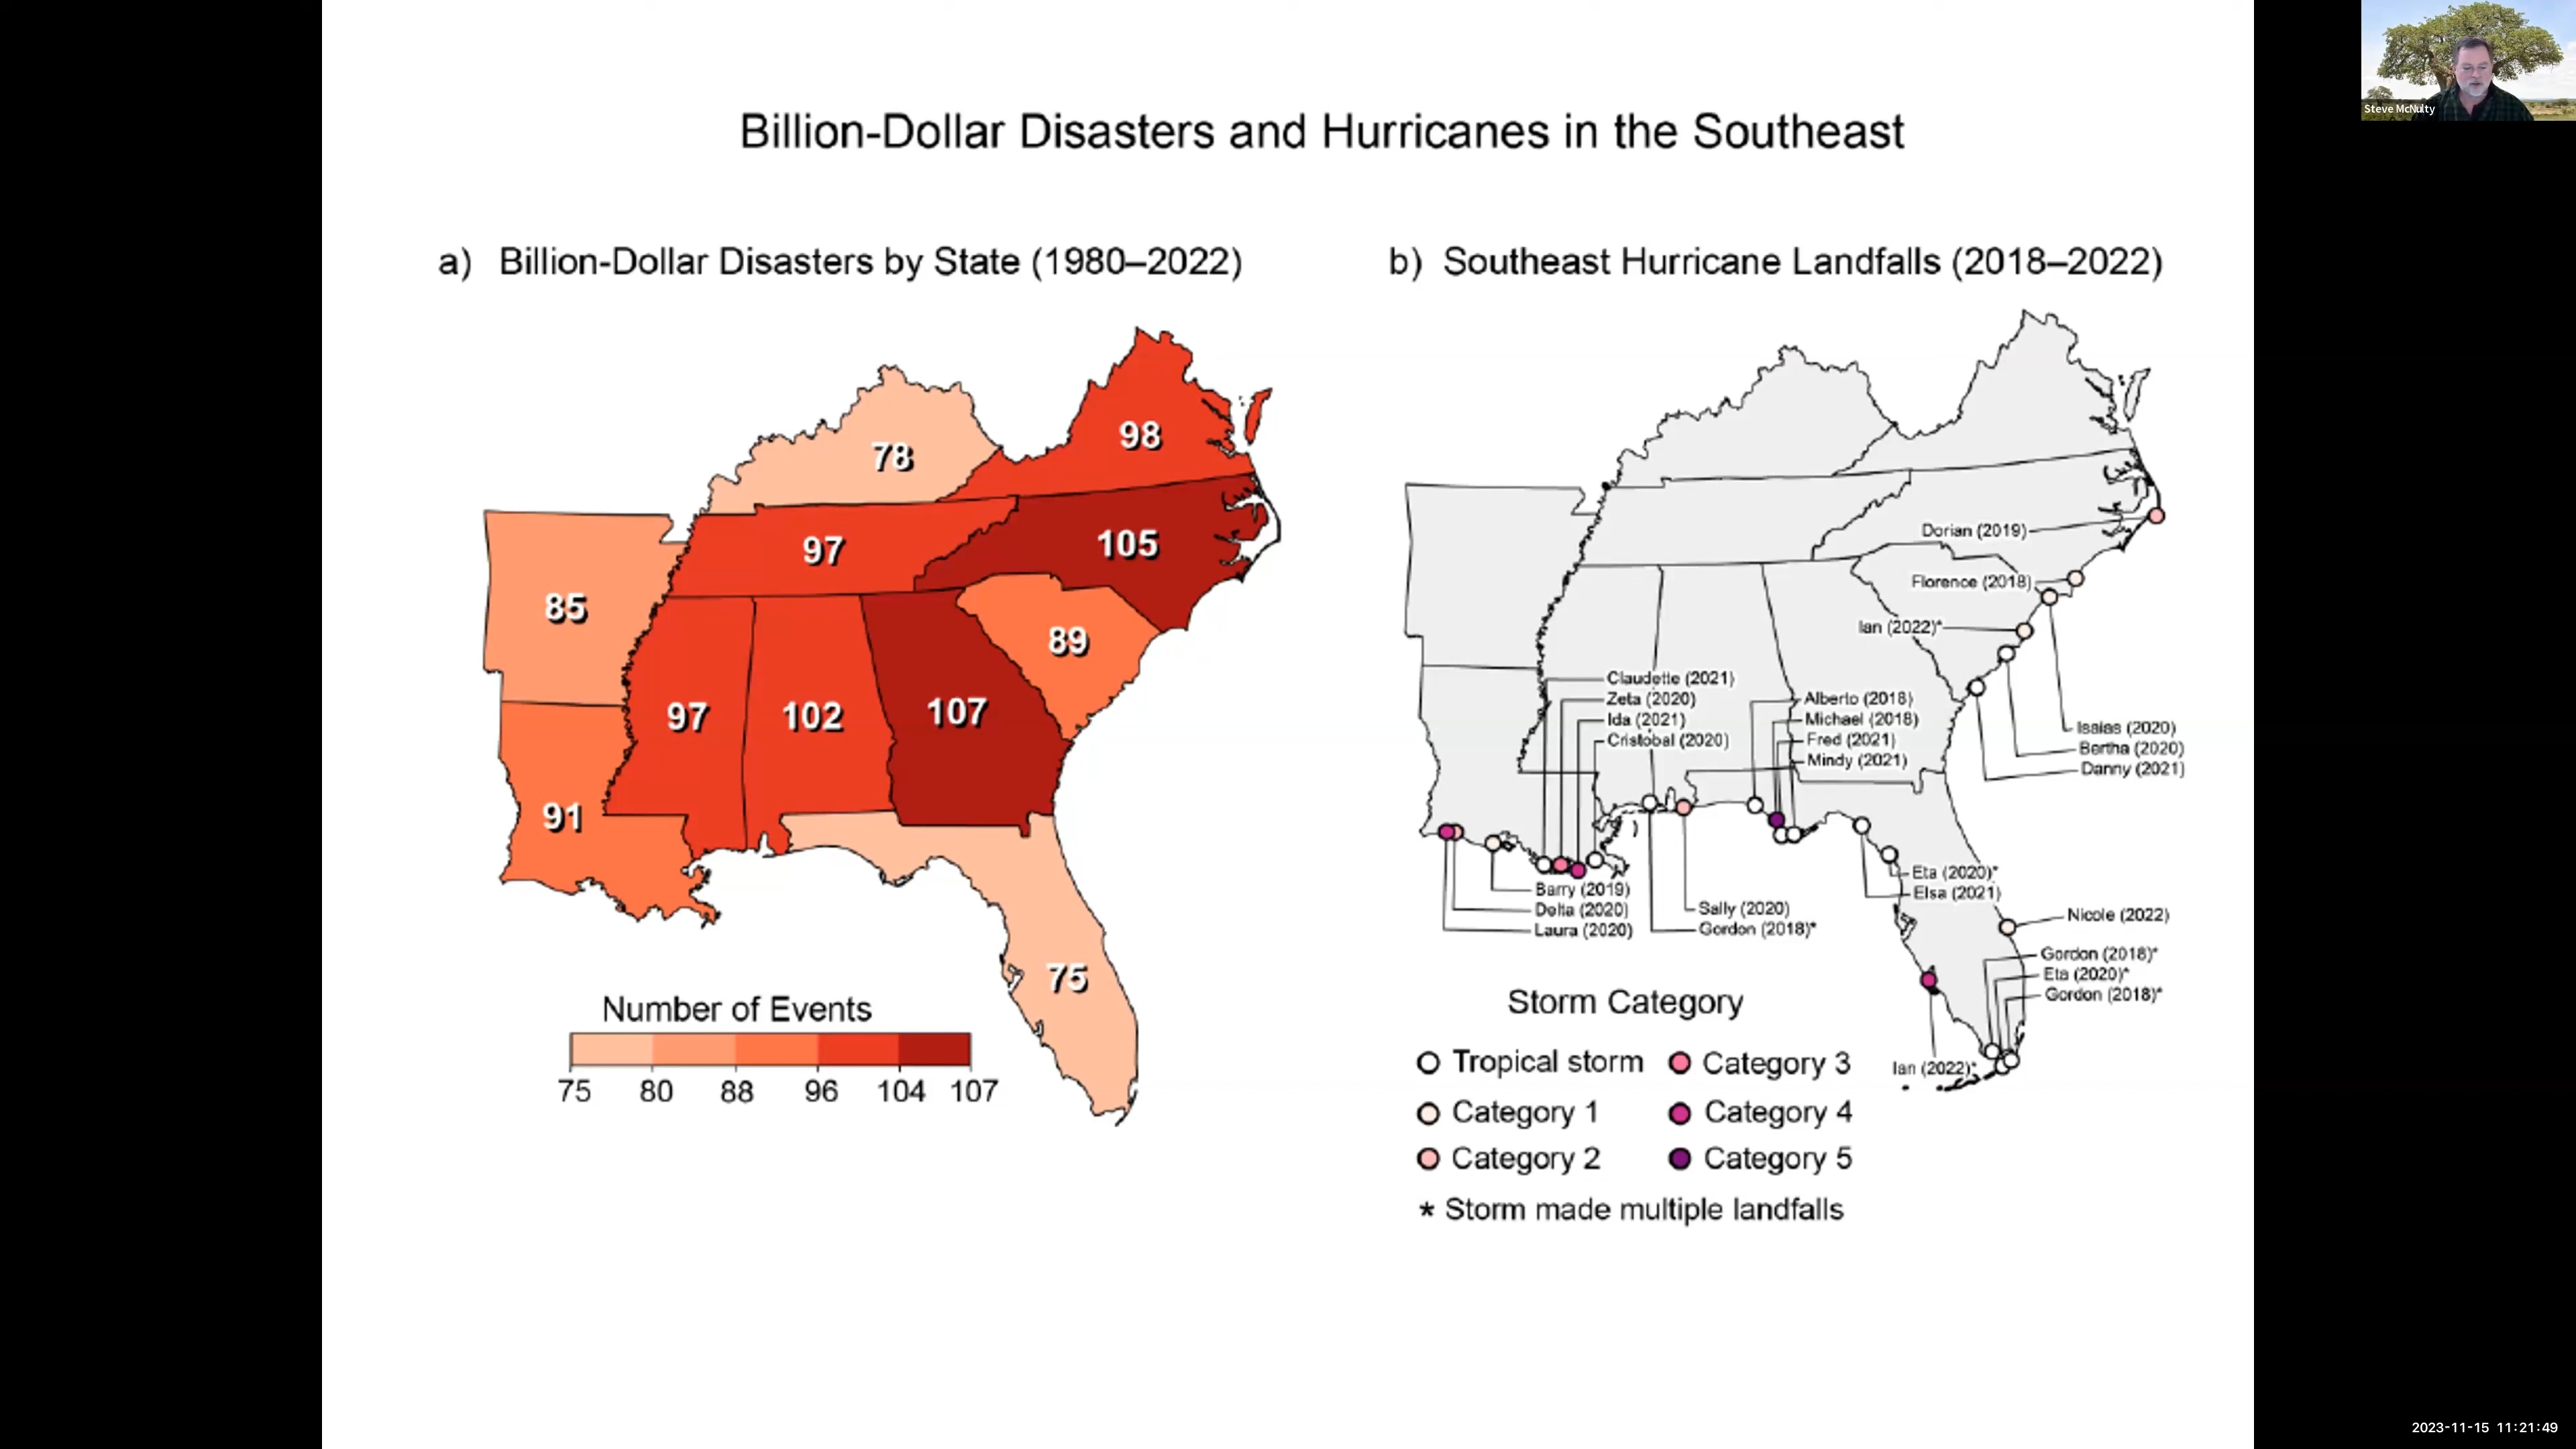 Steve McNulty
Billion-Dollar Disasters and Hurricanes in the Southeast
a) Billion-Dollar Disasters by State (1980–2022)
78
98
97
105
85
89
97
102
107
91
75
Number of Events
75 80 88 96 104 107
b) Southeast Hurricane Landfalls (2018–2022)
Dorian (2019)
Florence (2018)
Ian (2022)*
Claudette (2021)
Zeta (2020)
Ida (2021)
Cristobal (2020)
Alberto (2018)
Michael (2018)
Fred (2021)
Mindy (2021)
Isaias (2020)
Bertha (2020)
Danny (2021)
Barry (2019)
Delta (2020)
Laura (2020)
Sally (2020)
Gordon (2018)*
Eta (2020)*
Elsa (2021)
Nicole (2022)
Gordon (2018)*
Eta (2020)*
Gordon (2018)*
Ian (2022)*
Storm Category
Tropical storm
Category 1
Category 2
Category 3
Category 4
Category 5
* Storm made multiple landfalls
2023-11-15 11:21:49